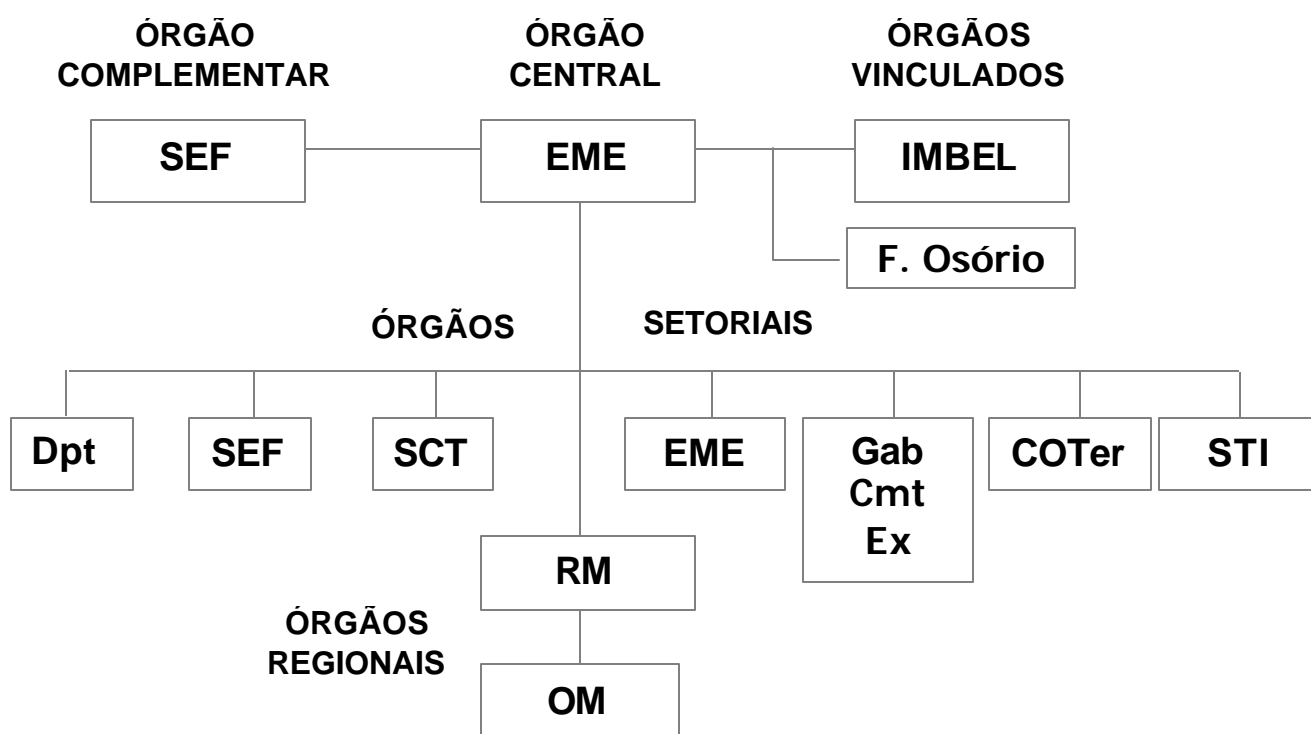 ÓRGÃO
COMPLEMENTAR
ÓRGÃO
CENTRAL
ÓRGÃOS
VINCULADOS
SEF
EME
IMBEL
F. Osório
ÓRGÃOS
SETORIAIS
Dpt
SEF
SCT
EME
Gab
Cmt
Ex
COTer
STI
RM
ÓRGÃOS
REGIONAIS
OM